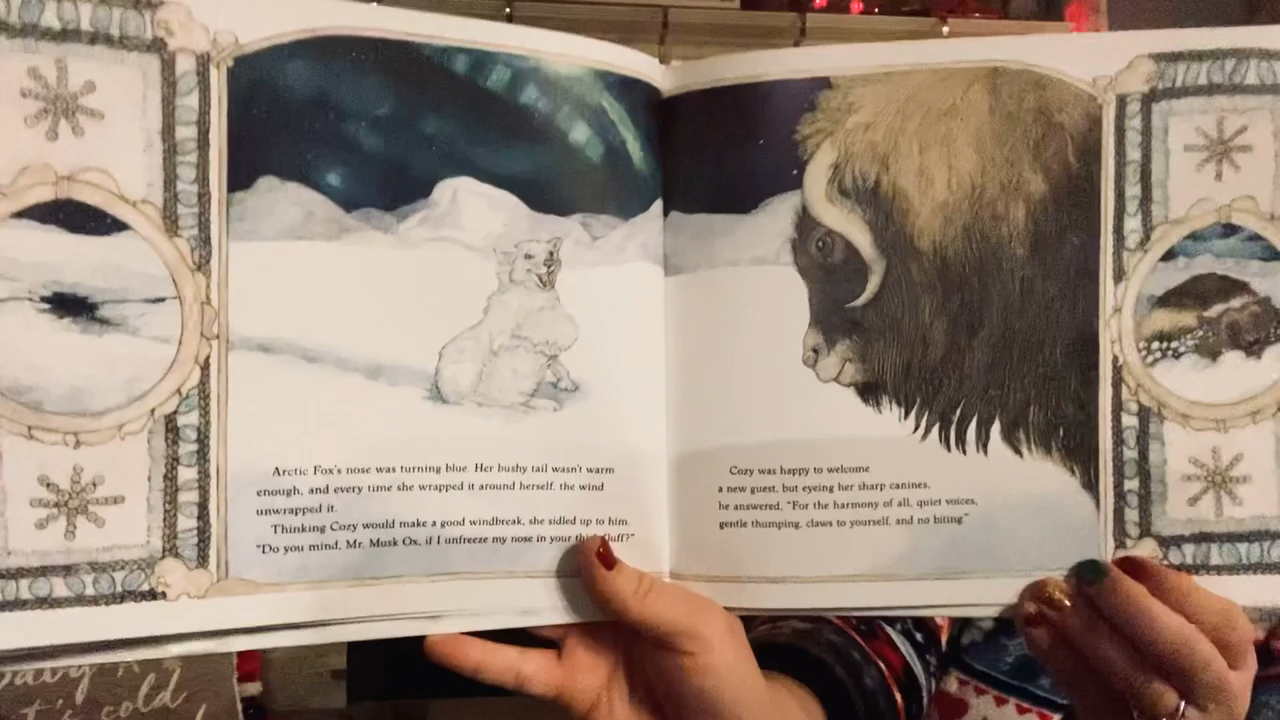 Arctic Fox's nose was turning blue. Her bushy tail wasn't warm
enough, and every time she wrapped it around herself, the wind
unwrapped it.
Thinking Cozy would make a good windbreak, she sidled up to him.
"Do you mind, Mr. Musk Ox, if I unfreeze my nose in your fluff?"
Cozy was happy to welcome
a new guest, but eyeing her sharp canines,
he answered, "For the harmony of all, quiet voices,
gentle thumping, claws to yourself, and no biting."
cold